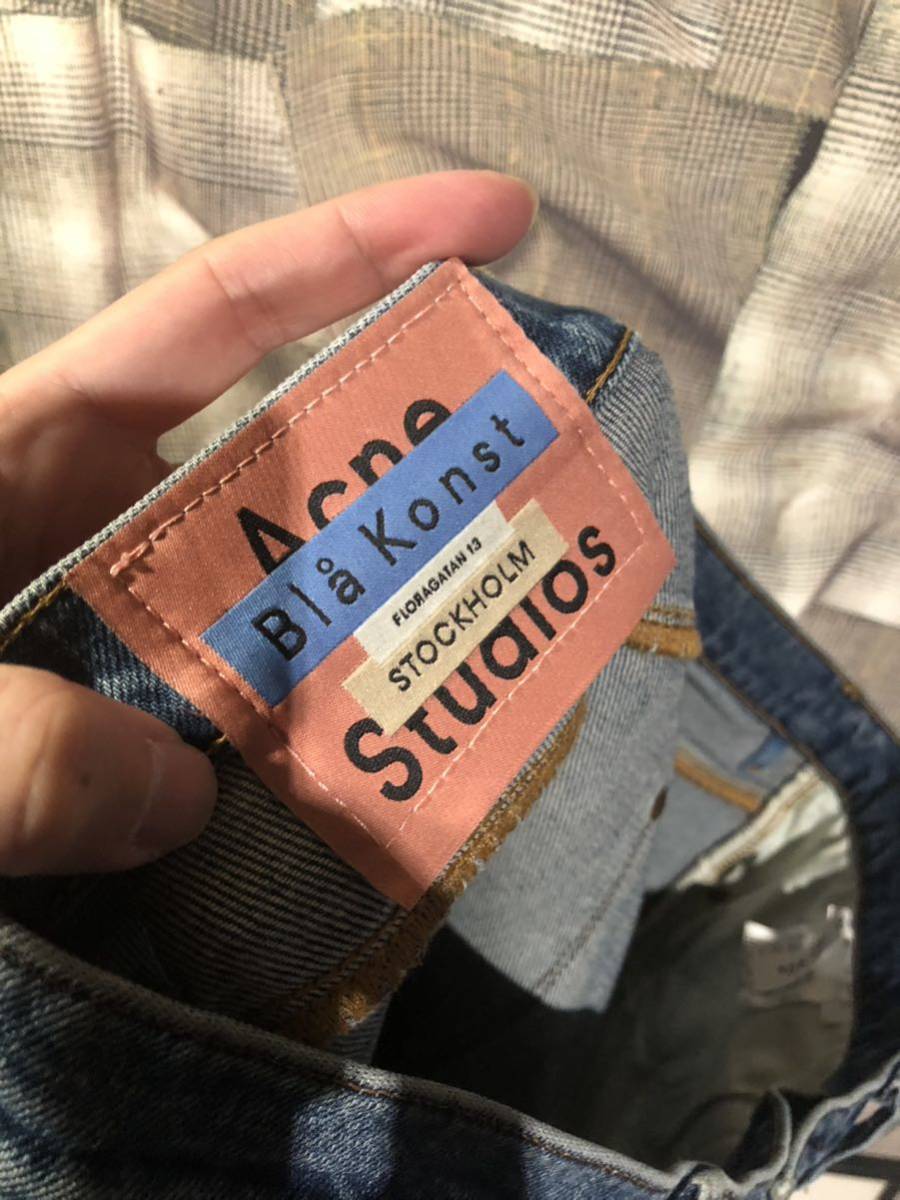 Acne
Blå Konst
FLORAGATAN 13
STOCKHOLM
Studios